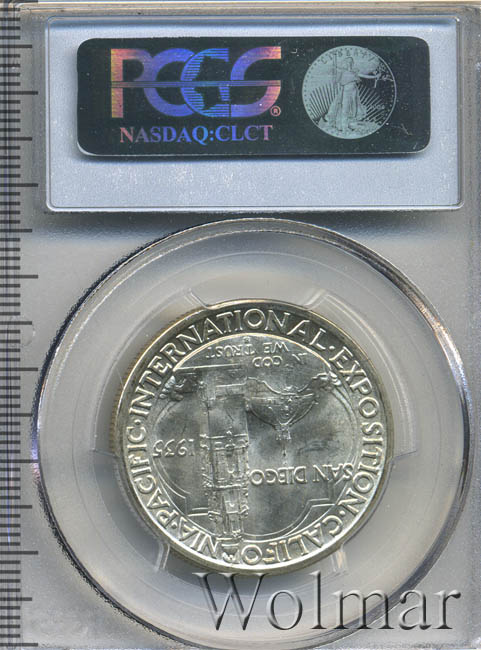 PCGS®
NASDAQ:CLCT
LIBERTY
CALIFORNIA·PACIFIC·INTERNATIONAL·EXPOSITION·
IN GOD
WE TRUST
SAN DIEGO
1935
Wolmar